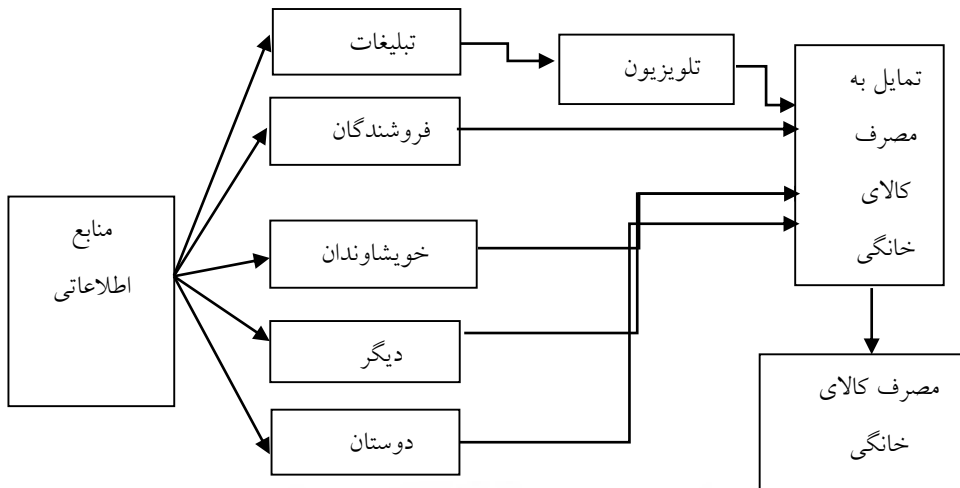 تبلیغات
تلویزیون
تمایل به
مصرف
کالای
خانگی
فروشندگان
منابع
اطلاعاتی
خویشاوندان
دیگر
دوستان
مصرف کالای
خانگی